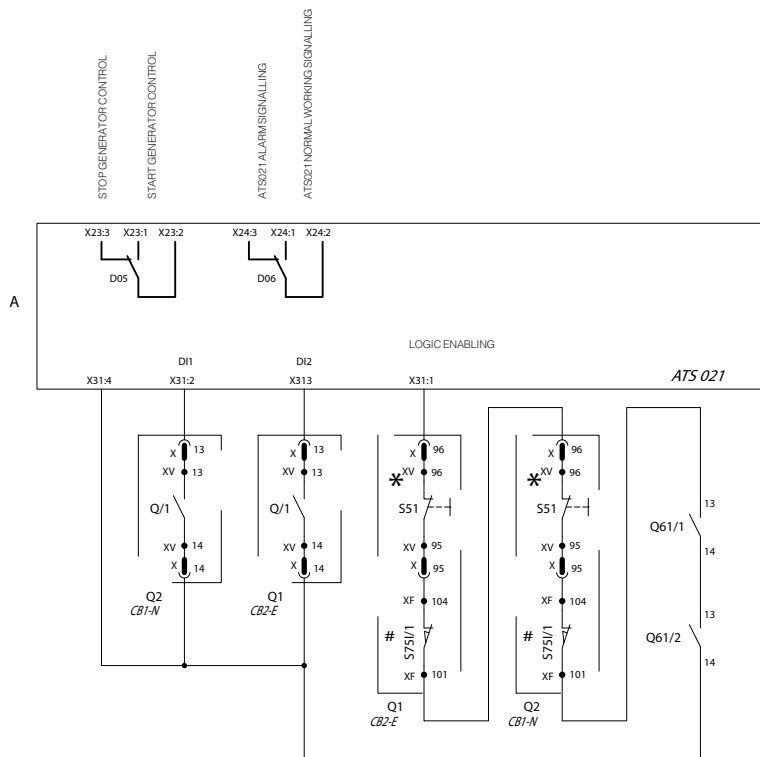 STOP GENERATOR CONTROL
START GENERATOR CONTROL
ATS021 ALARM SIGNALLING
ATS021 NORMAL WORKING SIGNALLING
X23:3 X23:1 X23:2 X24:3 X24:1 X24:2
D05 D06
A
LOGIC ENABLING
DI1 DI2
X31:4 X31:2 X313 X31:1 ATS 021
X 13 X 13 X 96 X 96
XV 13 XV 13 XV 96 XV 96
* *
Q/1 Q/1 S51 S51 13
Q61/1
XV 14 XV 14 XV 95 XV 95 14
X 14 X 14 X 95 X 95
Q2 Q1 XF 104 XF 104
CB1-N CB2-E
13
# S75I/1 # S75I/1 Q61/2
14
XF 101 XF 101
Q1 Q2
CB2-E CB1-N